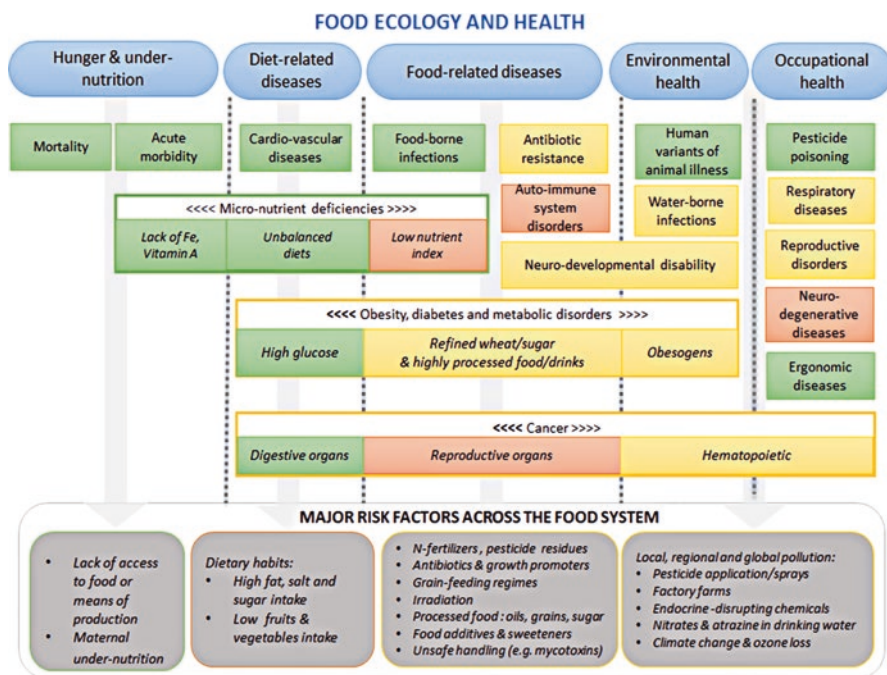 FOOD ECOLOGY AND HEALTH
Hunger & under-
nutrition
Diet-related
diseases
Food-related diseases
Environmental
health
Occupational
health
Mortality
Acute
morbidity
Cardio-vascular
diseases
Food-borne
infections
Antibiotic
resistance
Human
variants of
animal illness
Pesticide
poisoning
Auto-immune
system
disorders
Water-borne
infections
Respiratory
diseases
<<<< Micro-nutrient deficiencies >>>>
Lack of Fe,
Vitamin A
Unbalanced
diets
Low nutrient
index
Neuro-developmental disability
Reproductive
disorders
Neuro-
degenerative
diseases
Ergonomic
diseases
<<<< Obesity, diabetes and metabolic disorders >>>>
High glucose
Refined wheat/sugar
& highly processed food/drinks
Obesogens
<<<< Cancer >>>>
Digestive organs
Reproductive organs
Hematopoietic
MAJOR RISK FACTORS ACROSS THE FOOD SYSTEM
• Lack of access
to food or
means of
production
• Maternal
under-nutrition
Dietary habits:
• High fat, salt and
sugar intake
• Low fruits &
vegetables intake
• N-fertilizers, pesticide residues
• Antibiotics & growth promoters
• Grain-feeding regimes
• Irradiation
• Processed food : oils, grains, sugar
• Food additives & sweeteners
• Unsafe handling (e.g. mycotoxins)
Local, regional and global pollution:
• Pesticide application/sprays
• Factory farms
• Endocrine-disrupting chemicals
• Nitrates & atrazine in drinking water
• Climate change & ozone loss